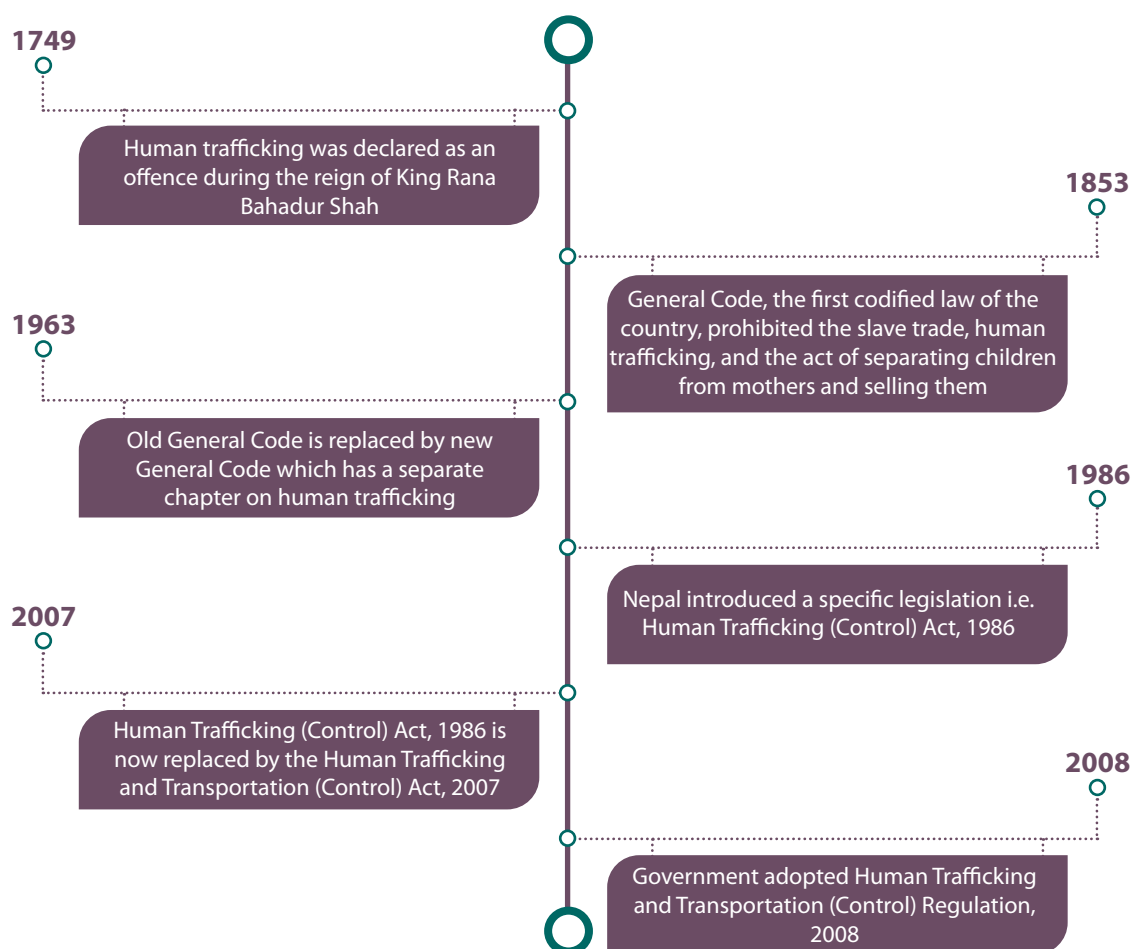 1749
Human trafficking was declared as an
offence during the reign of King Rana
Bahadur Shah
1853
General Code, the first codified law of the
country, prohibited the slave trade, human
trafficking, and the act of separating children
from mothers and selling them
1963
Old General Code is replaced by new
General Code which has a separate
chapter on human trafficking
1986
Nepal introduced a specific legislation i.e.
Human Trafficking (Control) Act, 1986
2007
Human Trafficking (Control) Act, 1986 is
now replaced by the Human Trafficking
and Transportation (Control) Act, 2007
2008
Government adopted Human Trafficking
and Transportation (Control) Regulation,
2008